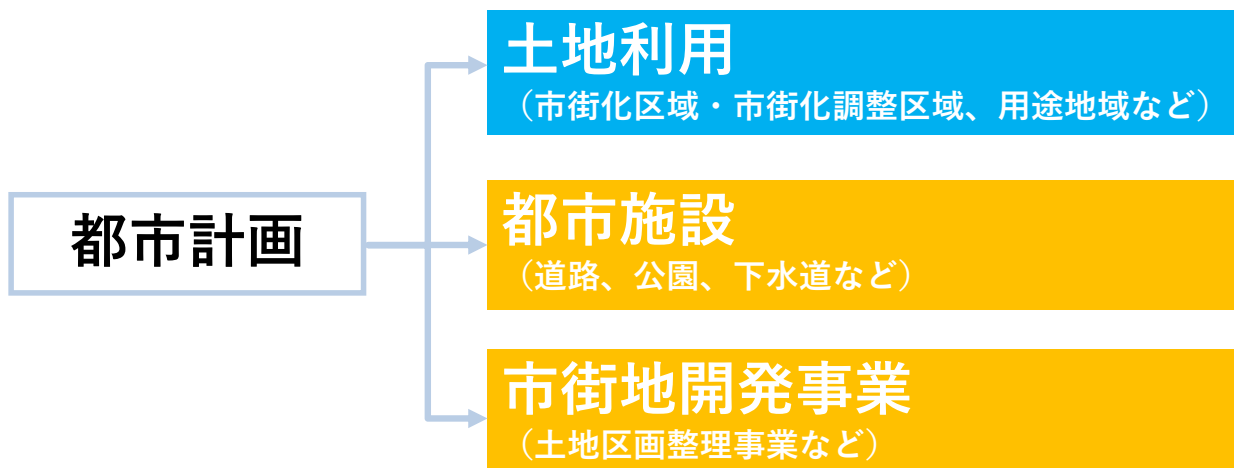 土地利用
（市街化区域・市街化調整区域、用途地域など）
都市計画
都市施設
（道路、公園、下水道など）
市街地開発事業
（土地区画整理事業など）